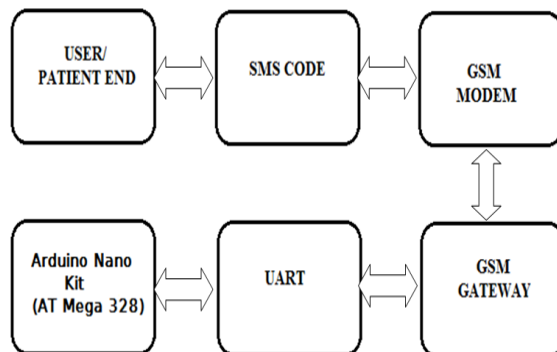 USER/
PATIENT END
SMS CODE
GSM
MODEM
Arduino Nano
Kit
(AT Mega 328)
UART
GSM
GATEWAY